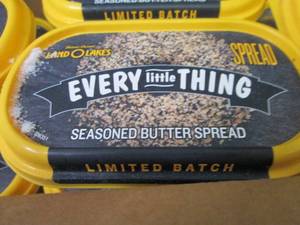 SEASONED BUTTER SPREAD
LIMITED BATCH
LAND O LAKES
SPREAD
EVERY little THING
SEASONED BUTTER SPREAD
LIMITED BATCH